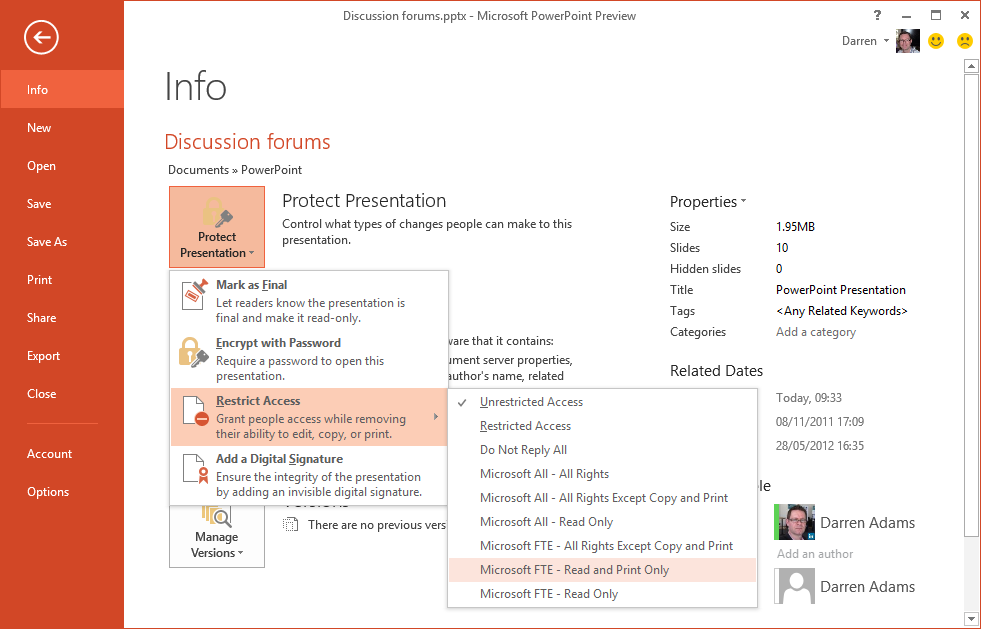 Discussion forums.pptx - Microsoft PowerPoint Preview
?
Darren
Info
New
Open
Save
Save As
Print
Share
Export
Close
Account
Options
Info
Discussion forums
Documents » PowerPoint
Protect
Presentation
Protect Presentation
Control what types of changes people can make to this
presentation.
Mark as Final
Let readers know the presentation is
final and make it read-only.
Encrypt with Password
Require a password to open this
presentation.
Restrict Access
Grant people access while removing
their ability to edit, copy, or print.
Add a Digital Signature
Ensure the integrity of the presentation
by adding an invisible digital signature.
that it contains:
server properties,
author's name, related
Unrestricted Access
Restricted Access
Do Not Reply All
Microsoft All - All Rights
Microsoft All - All Rights Except Copy and Print
Microsoft All - Read Only
Microsoft FTE - All Rights Except Copy and Print
Microsoft FTE - Read and Print Only
Microsoft FTE - Read Only
Manage
Versions
There are no previous vers
Properties
Size 1.95MB
Slides 10
Hidden slides 0
Title PowerPoint Presentation
Tags <Any Related Keywords>
Categories Add a category
Related Dates
Today, 09:33
08/11/2011 17:09
28/05/2012 16:35
Darren Adams
Add an author
Darren Adams